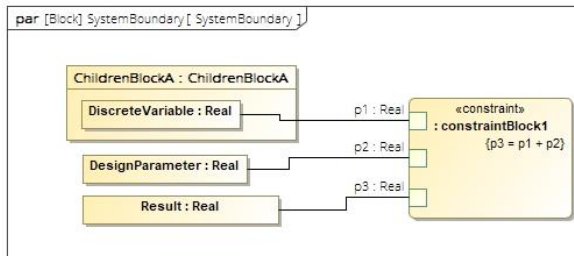 par [Block] SystemBoundary [ SystemBoundary ]
ChildrenBlockA : ChildrenBlockA
DiscreteVariable : Real
p1 : Real
«constraint»
: constraintBlock1
{p3 = p1 + p2}
p2 : Real
DesignParameter : Real
p3 : Real
Result : Real